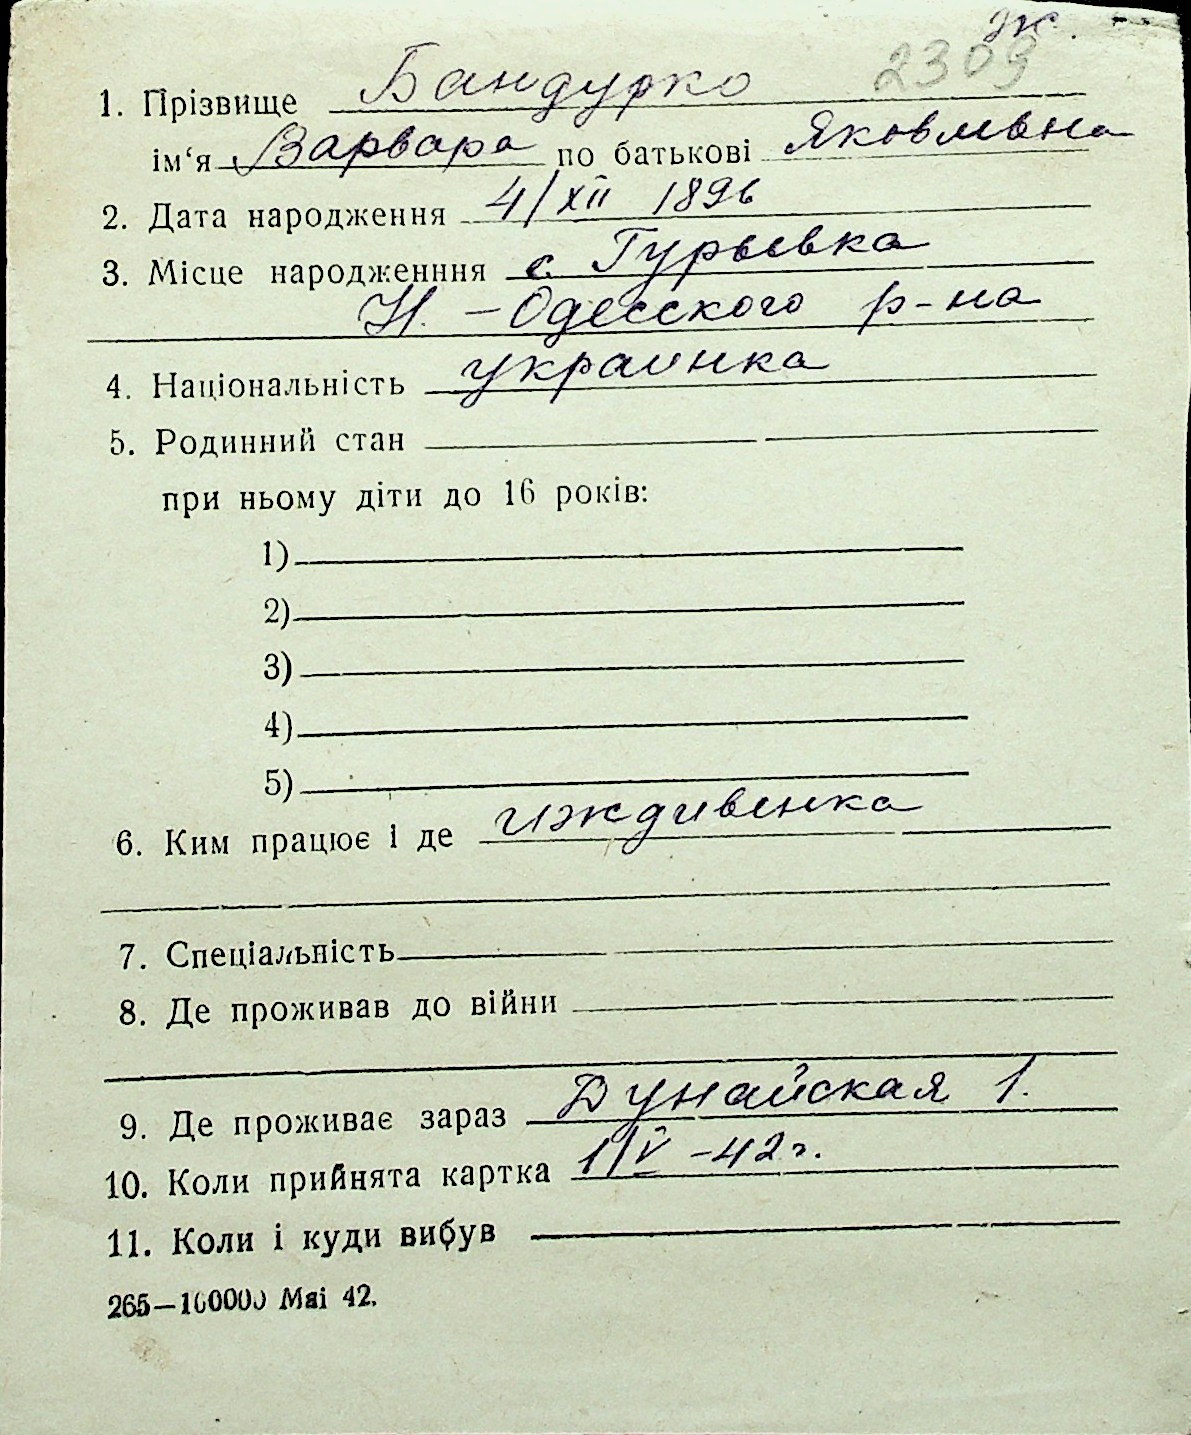 ж.
2309
1. Прізвище Бандурко
ім‘я Варвара по батькові Яковлевна
2. Дата народження 4/XII 1896
3. Місце народженння с. Гурьевка
Н. - Одесского р-на
4. Національність украинка
5. Родинний стан
при ньому діти до 16 років:
1)
2)
3)
4)
5)
6. Ким працює і де иждивенка
7. Спеціальність
8. Де проживав до війни
9. Де проживає зараз Дунайская 1.
10. Коли прийнята картка 1/V -42 г.
11. Коли і куди вибув
265—100000 Маі 42.